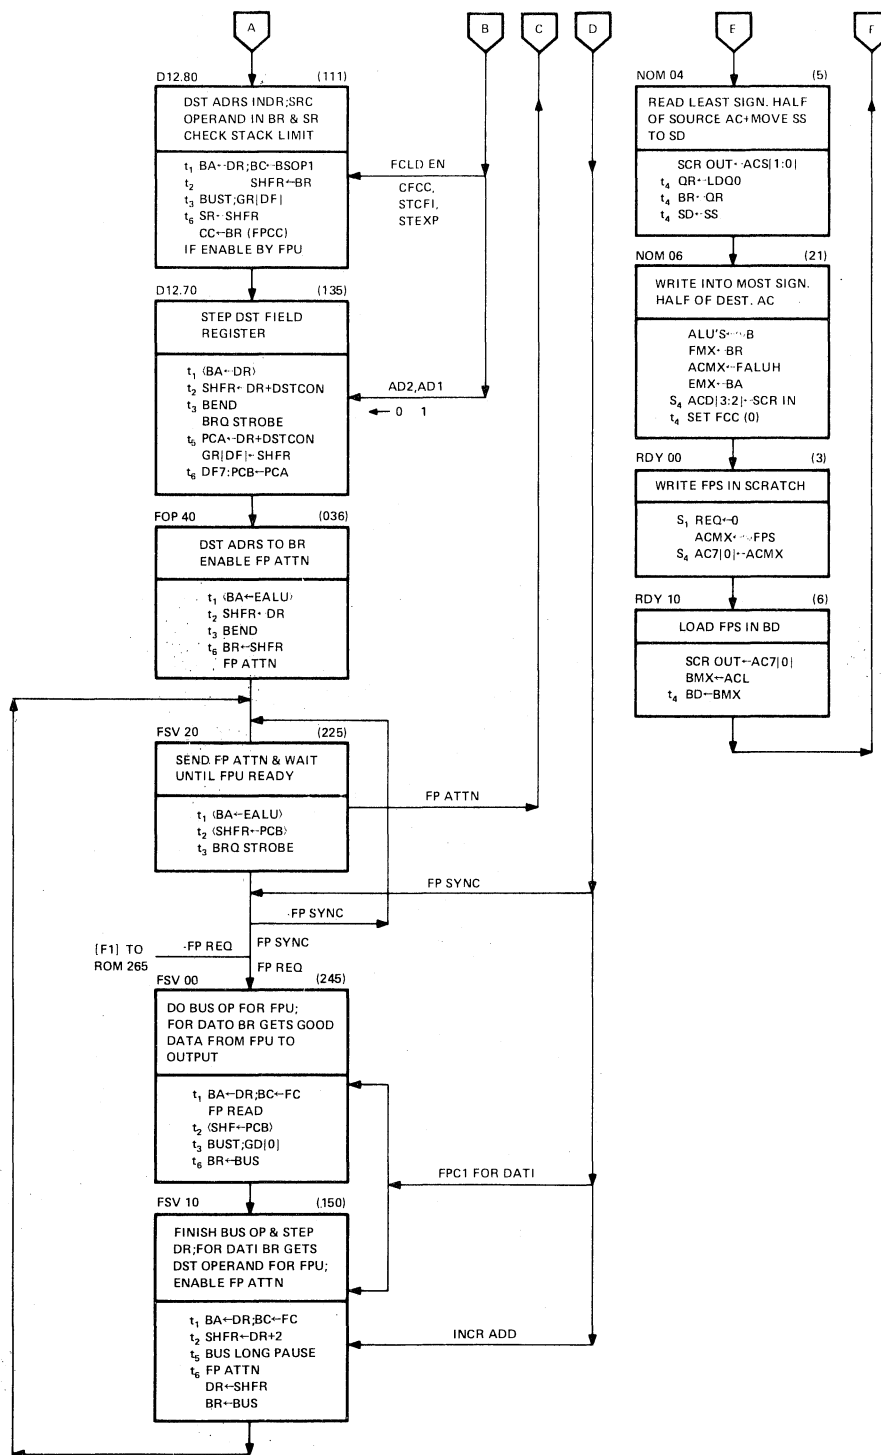 A
B
C
D
E
F
D12.80 (111)
DST ADRS INDR;SRC
OPERAND IN BR & SR
CHECK STACK LIMIT
t₁ BA←DR;BC←BSOP1
t₂ SHFR←BR
t₃ BUST;GR|DF|
t₆ SR←SHFR
CC←BR (FPCC)
IF ENABLE BY FPU
FCLD EN
CFCC,
STCFI,
STEXP
D12.70 (135)
STEP DST FIELD
REGISTER
t₁ ⟨BA←DR⟩
t₂ SHFR←DR+DSTCON
t₃ BEND
BRQ STROBE
t₅ PCA←DR+DSTCON
GR|DF|←SHFR
t₆ DF7:PCB←PCA
AD2,AD1
← 0 1
FOP 40 (036)
DST ADRS TO BR
ENABLE FP ATTN
t₁ ⟨BA←EALU⟩
t₂ SHFR←DR
t₃ BEND
t₆ BR←SHFR
FP ATTN
FSV 20 (225)
SEND FP ATTN & WAIT
UNTIL FPU READY
t₁ ⟨BA←EALU⟩
t₂ ⟨SHFR←PCB⟩
t₃ BRQ STROBE
FP ATTN
FP SYNC
-FP SYNC
[F1] TO
ROM 265
-FP REQ
FP SYNC
FP REQ
FSV 00 (245)
DO BUS OP FOR FPU;
FOR DATO BR GETS GOOD
DATA FROM FPU TO
OUTPUT
t₁ BA←DR;BC←FC
FP READ
t₂ ⟨SHF←PCB⟩
t₃ BUST;GD|0|
t₆ BR←BUS
FPC1 FOR DATI
FSV 10 (150)
FINISH BUS OP & STEP
DR;FOR DATI BR GETS
DST OPERAND FOR FPU;
ENABLE FP ATTN
t₁ BA←DR;BC←FC
t₂ SHFR←DR+2
t₅ BUS LONG PAUSE
t₆ FP ATTN
DR←SHFR
BR←BUS
INCR ADD
NOM 04 (5)
READ LEAST SIGN. HALF
OF SOURCE AC+MOVE SS
TO SD
SCR OUT←ACS|1:0|
t₄ QR←LDQ0
t₄ BR←QR
t₄ SD←SS
NOM 06 (21)
WRITE INTO MOST SIGN.
HALF OF DEST. AC
ALU'S←B
FMX←BR
ACMX←FALUH
EMX←BA
S₄ ACD|3:2|←SCR IN
t₄ SET FCC (0)
RDY 00 (3)
WRITE FPS IN SCRATCH
S₁ REQ←0
ACMX←FPS
S₄ AC7|0|←ACMX
RDY 10 (6)
LOAD FPS IN BD
SCR OUT←AC7|0|
BMX←ACL
t₄ BD←BMX